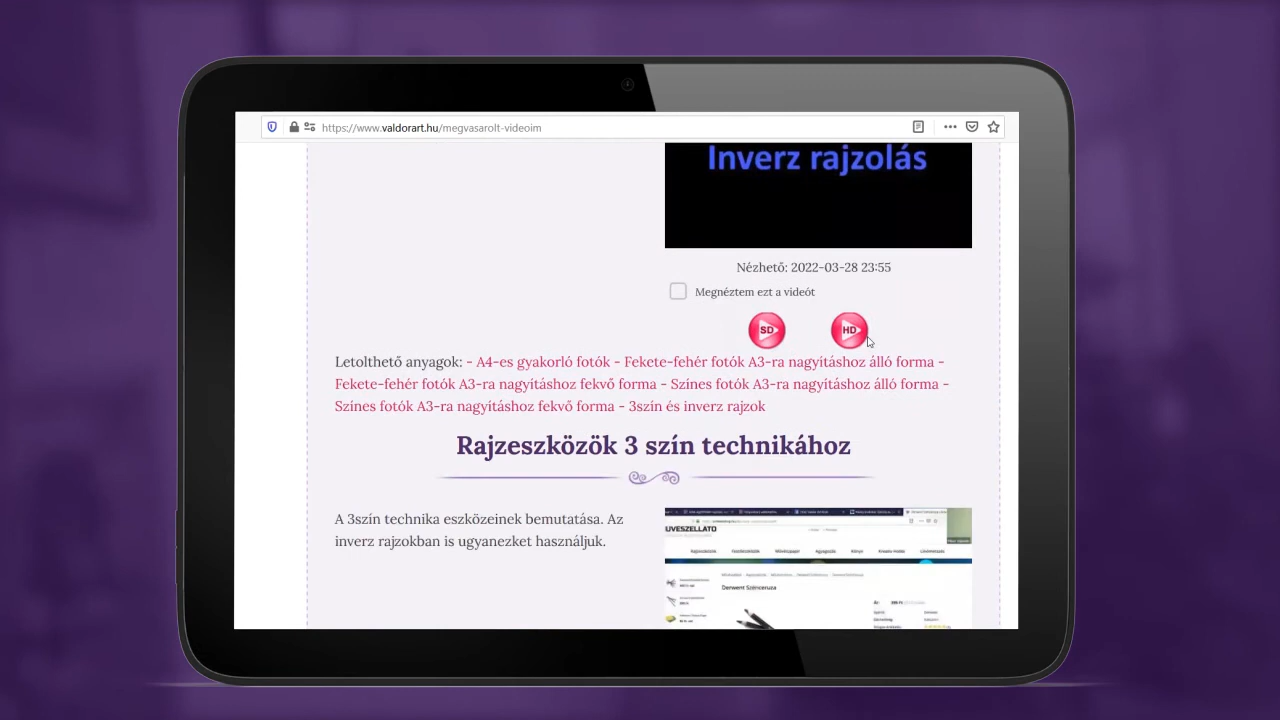 https://www.valdorart.hu/megvasarolt-videoim
Inverz rajzolás
Nézhető: 2022-03-28 23:55
Megnéztem ezt a videót
SD HD
Letolthető anyagok: - A4-es gyakorló fotók - Fekete-fehér fotók A3-ra nagyításhoz álló forma -
Fekete-fehér fotók A3-ra nagyításhoz fekvő forma - Színes fotók A3-ra nagyításhoz álló forma -
Színes fotók A3-ra nagyításhoz fekvő forma - 3szín és inverz rajzok
Rajzeszközök 3 szín technikához
A 3szín technika eszközeinek bemutatása. Az
inverz rajzokban is ugyanezket használjuk.
Derwent Színceruza